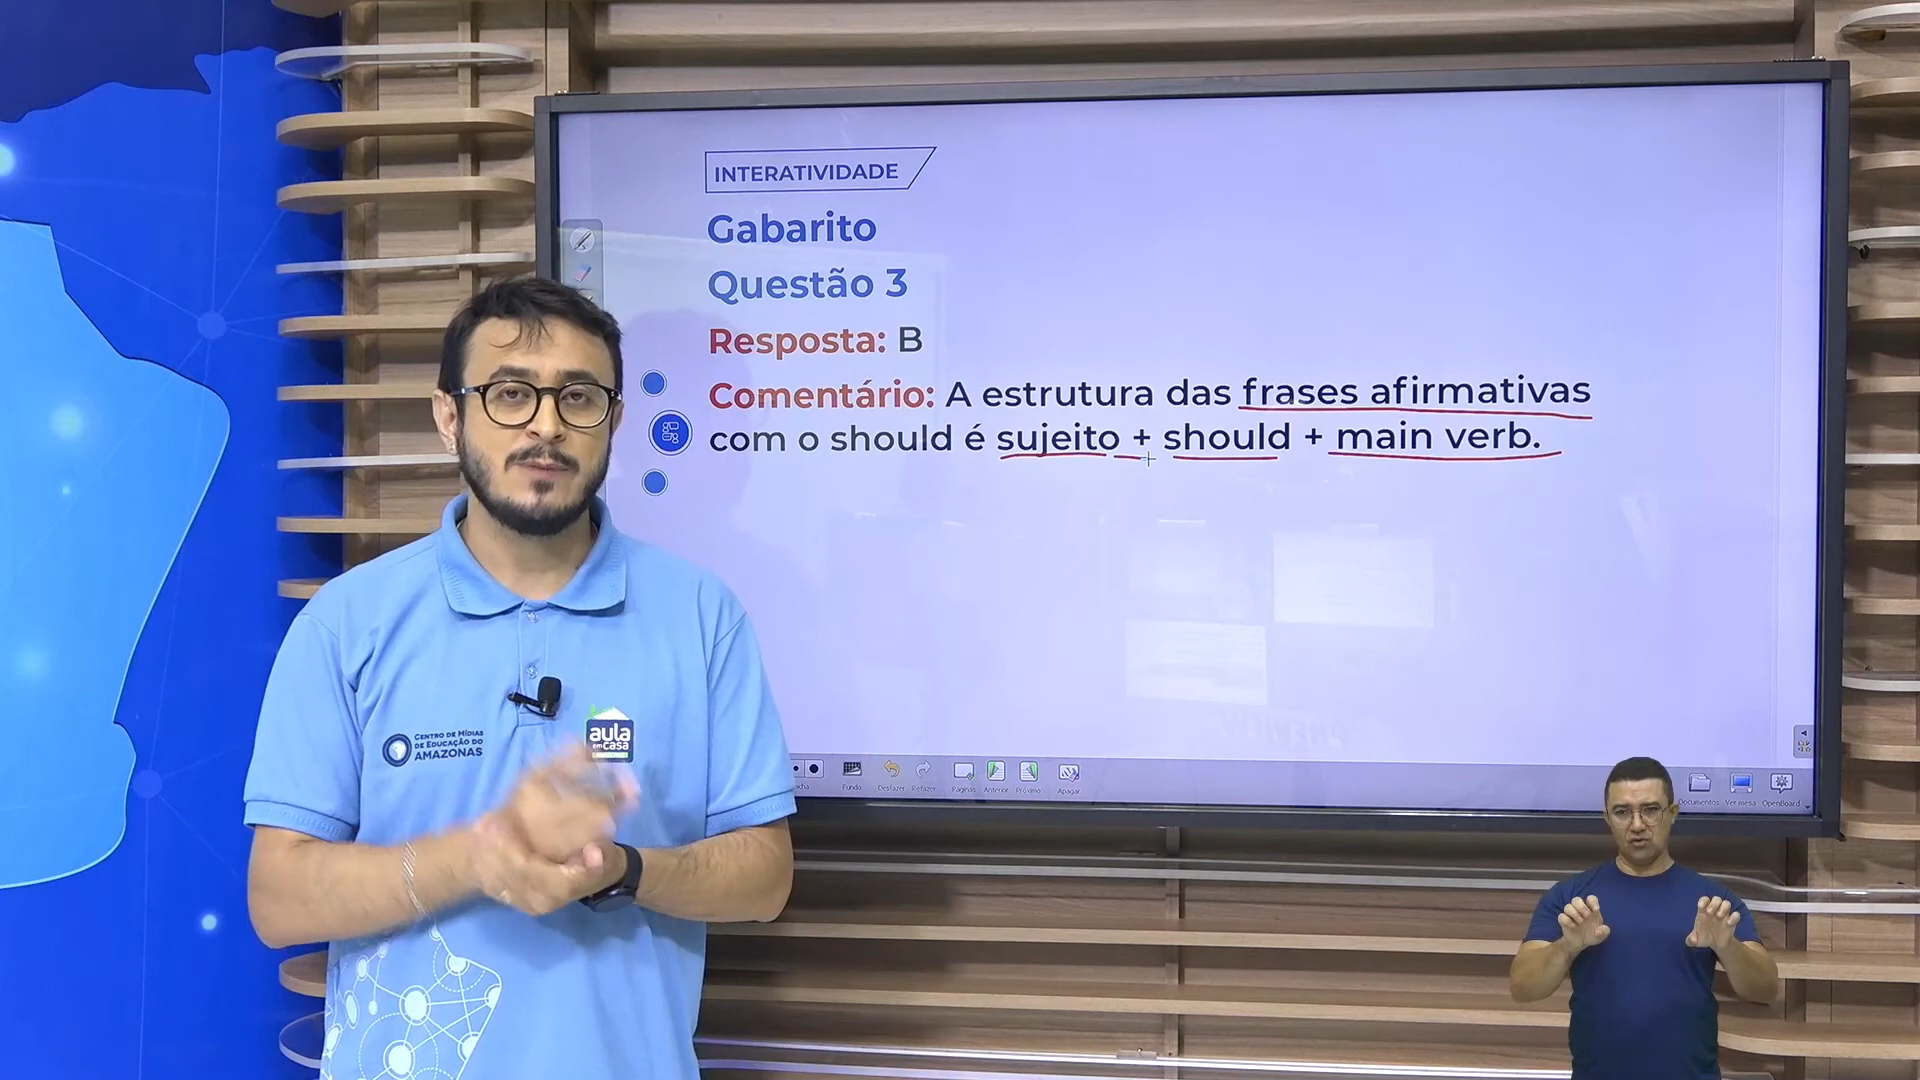 INTERATIVIDADE
Gabarito
Questão 3
Resposta: B
Comentário: A estrutura das frases afirmativas
com o should é sujeito + should + main verb.
Fundo
Desfazer
Refazer
Páginas
Anterior
Próximo
Apagar
Documentos
Ver mesa
OpenBoard
CENTRO DE MÍDIAS
DE EDUCAÇÃO DO
AMAZONAS
aula
em casa